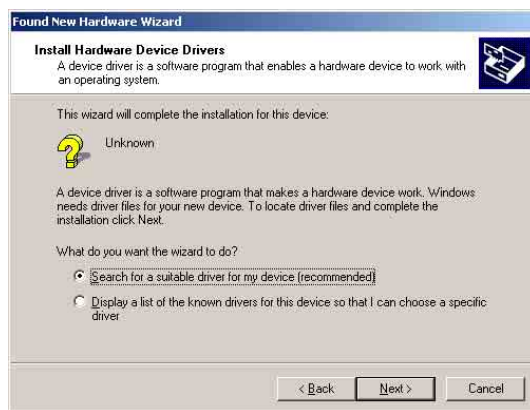 Found New Hardware Wizard
Install Hardware Device Drivers
A device driver is a software program that enables a hardware device to work with
an operating system.
This wizard will complete the installation for this device:
Unknown
A device driver is a software program that makes a hardware device work. Windows
needs driver files for your new device. To locate driver files and complete the
installation click Next.
What do you want the wizard to do?
Search for a suitable driver for my device (recommended)
Display a list of the known drivers for this device so that I can choose a specific
driver
< Back Next > Cancel